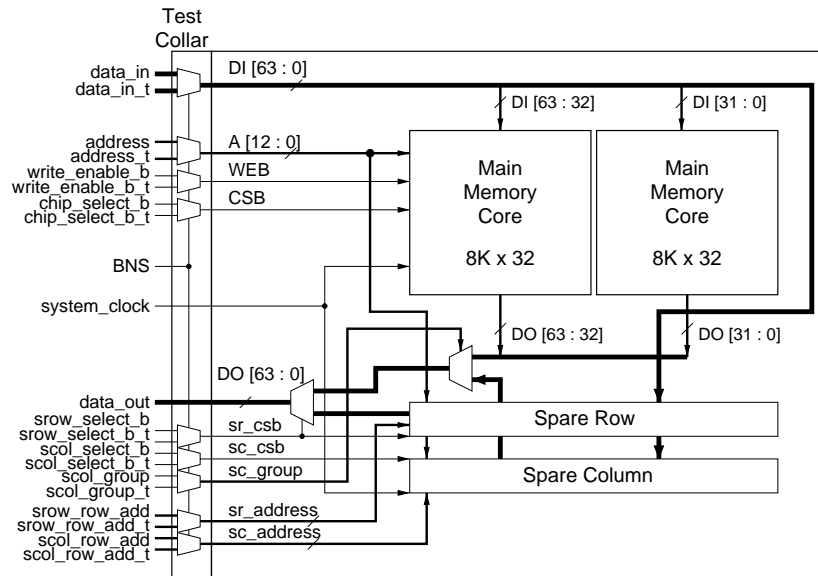 Test
Collar
data_in
data_in_t
DI [63 : 0]
DI [63 : 32]
DI [31 : 0]
address
address_t
A [12 : 0]
write_enable_b
write_enable_b_t
WEB
chip_select_b
chip_select_b_t
CSB
Main
Memory
Core
8K x 32
Main
Memory
Core
8K x 32
BNS
system_clock
DO [63 : 32]
DO [31 : 0]
DO [63 : 0]
data_out
srow_select_b
srow_select_b_t
sr_csb
Spare Row
scol_select_b
scol_select_b_t
sc_csb
scol_group
scol_group_t
sc_group
Spare Column
srow_row_add
srow_row_add_t
sr_address
scol_row_add
scol_row_add_t
sc_address